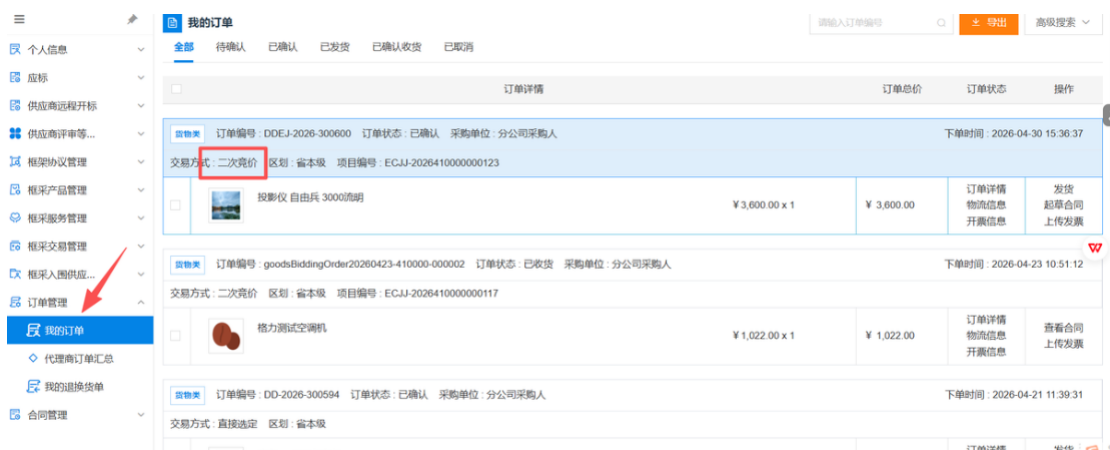 我的订单
请输入订单编号
导出
高级搜索
全部 待确认 已确认 已发货 已确认收货 已取消
个人信息
应标
供应商远程开标
供应商评审等...
框架协议管理
框采产品管理
框采服务管理
框采交易管理
框采入围供应...
订单管理
我的订单
代理商订单汇总
我的退换货单
合同管理
订单详情 订单总价 订单状态 操作
货物类 订单编号 : DDEJ-2026-300600 订单状态 : 已确认 采购单位 : 分公司采购人 下单时间 : 2026-04-30 15:36:37
交易方式 : 二次竞价 区划 : 省本级 项目编号 : ECJJ-2026410000000123
投影仪 自由兵 3000流明
¥3,600.00 x 1
¥ 3,600.00
订单详情
物流信息
开票信息
发货
起草合同
上传发票
货物类 订单编号 : goodsBiddingOrder20260423-410000-000002 订单状态 : 已收货 采购单位 : 分公司采购人 下单时间 : 2026-04-23 10:51:12
交易方式 : 二次竞价 区划 : 省本级 项目编号 : ECJJ-2026410000000117
格力测试空调机
¥1,022.00 x 1
¥ 1,022.00
订单详情
物流信息
开票信息
查看合同
上传发票
货物类 订单编号 : DD-2026-300594 订单状态 : 已确认 采购单位 : 分公司采购人 下单时间 : 2026-04-21 11:39:31
交易方式 : 直接选定 区划 : 省本级
订单详情
发货